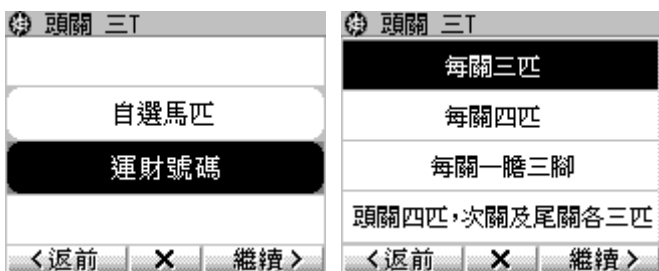 頭關 三T
自選馬匹
運財號碼
<返前 X 繼續>
頭關 三T
每關三匹
每關四匹
每關一膽三腳
頭關四匹,次關及尾關各三匹
<返前 X 繼續>